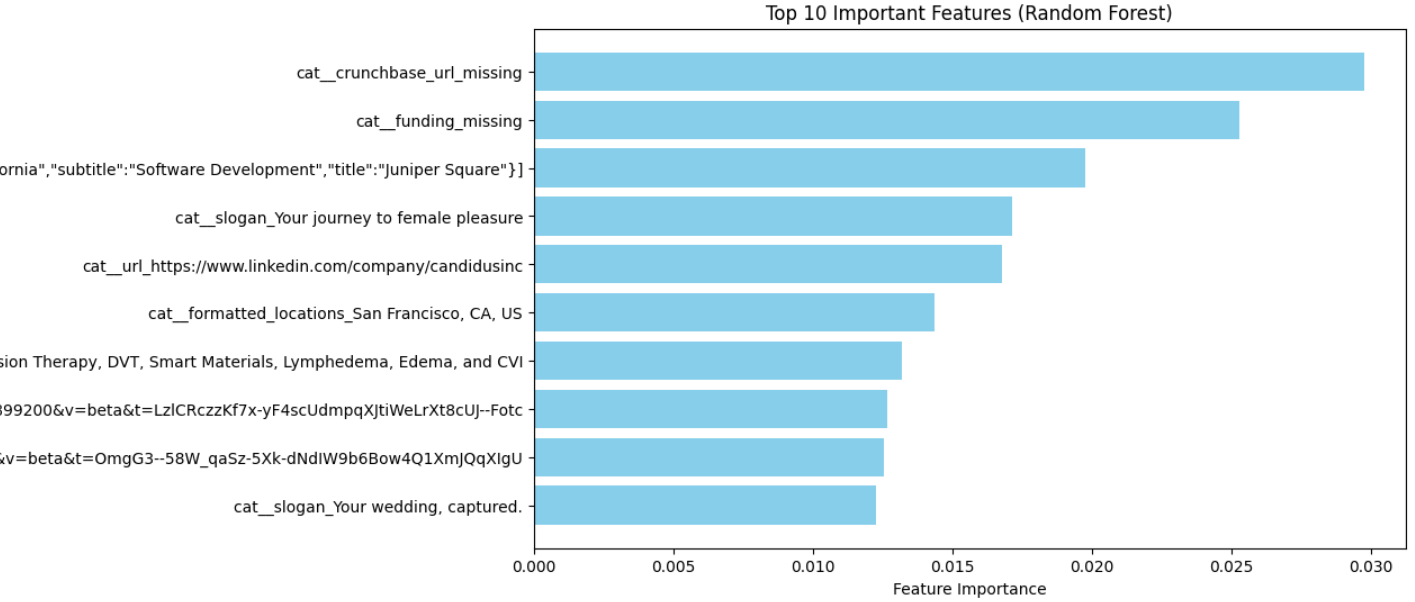 Top 10 Important Features (Random Forest)
cat__crunchbase_url_missing
cat__funding_missing
ornia","subtitle":"Software Development","title":"Juniper Square"}]
cat__slogan_Your journey to female pleasure
cat__url_https://www.linkedin.com/company/candidusinc
cat__formatted_locations_San Francisco, CA, US
sion Therapy, DVT, Smart Materials, Lymphedema, Edema, and CVI
399200&v=beta&t=LzlCRczzKf7x-yF4scUdmpqXJtiWeLrXt8cUJ--Fotc
&v=beta&t=OmgG3--58W_qaSz-5Xk-dNdIW9b6Bow4Q1XmJQqXIgU
cat__slogan_Your wedding, captured.
0.000 0.005 0.010 0.015 0.020 0.025 0.030
Feature Importance